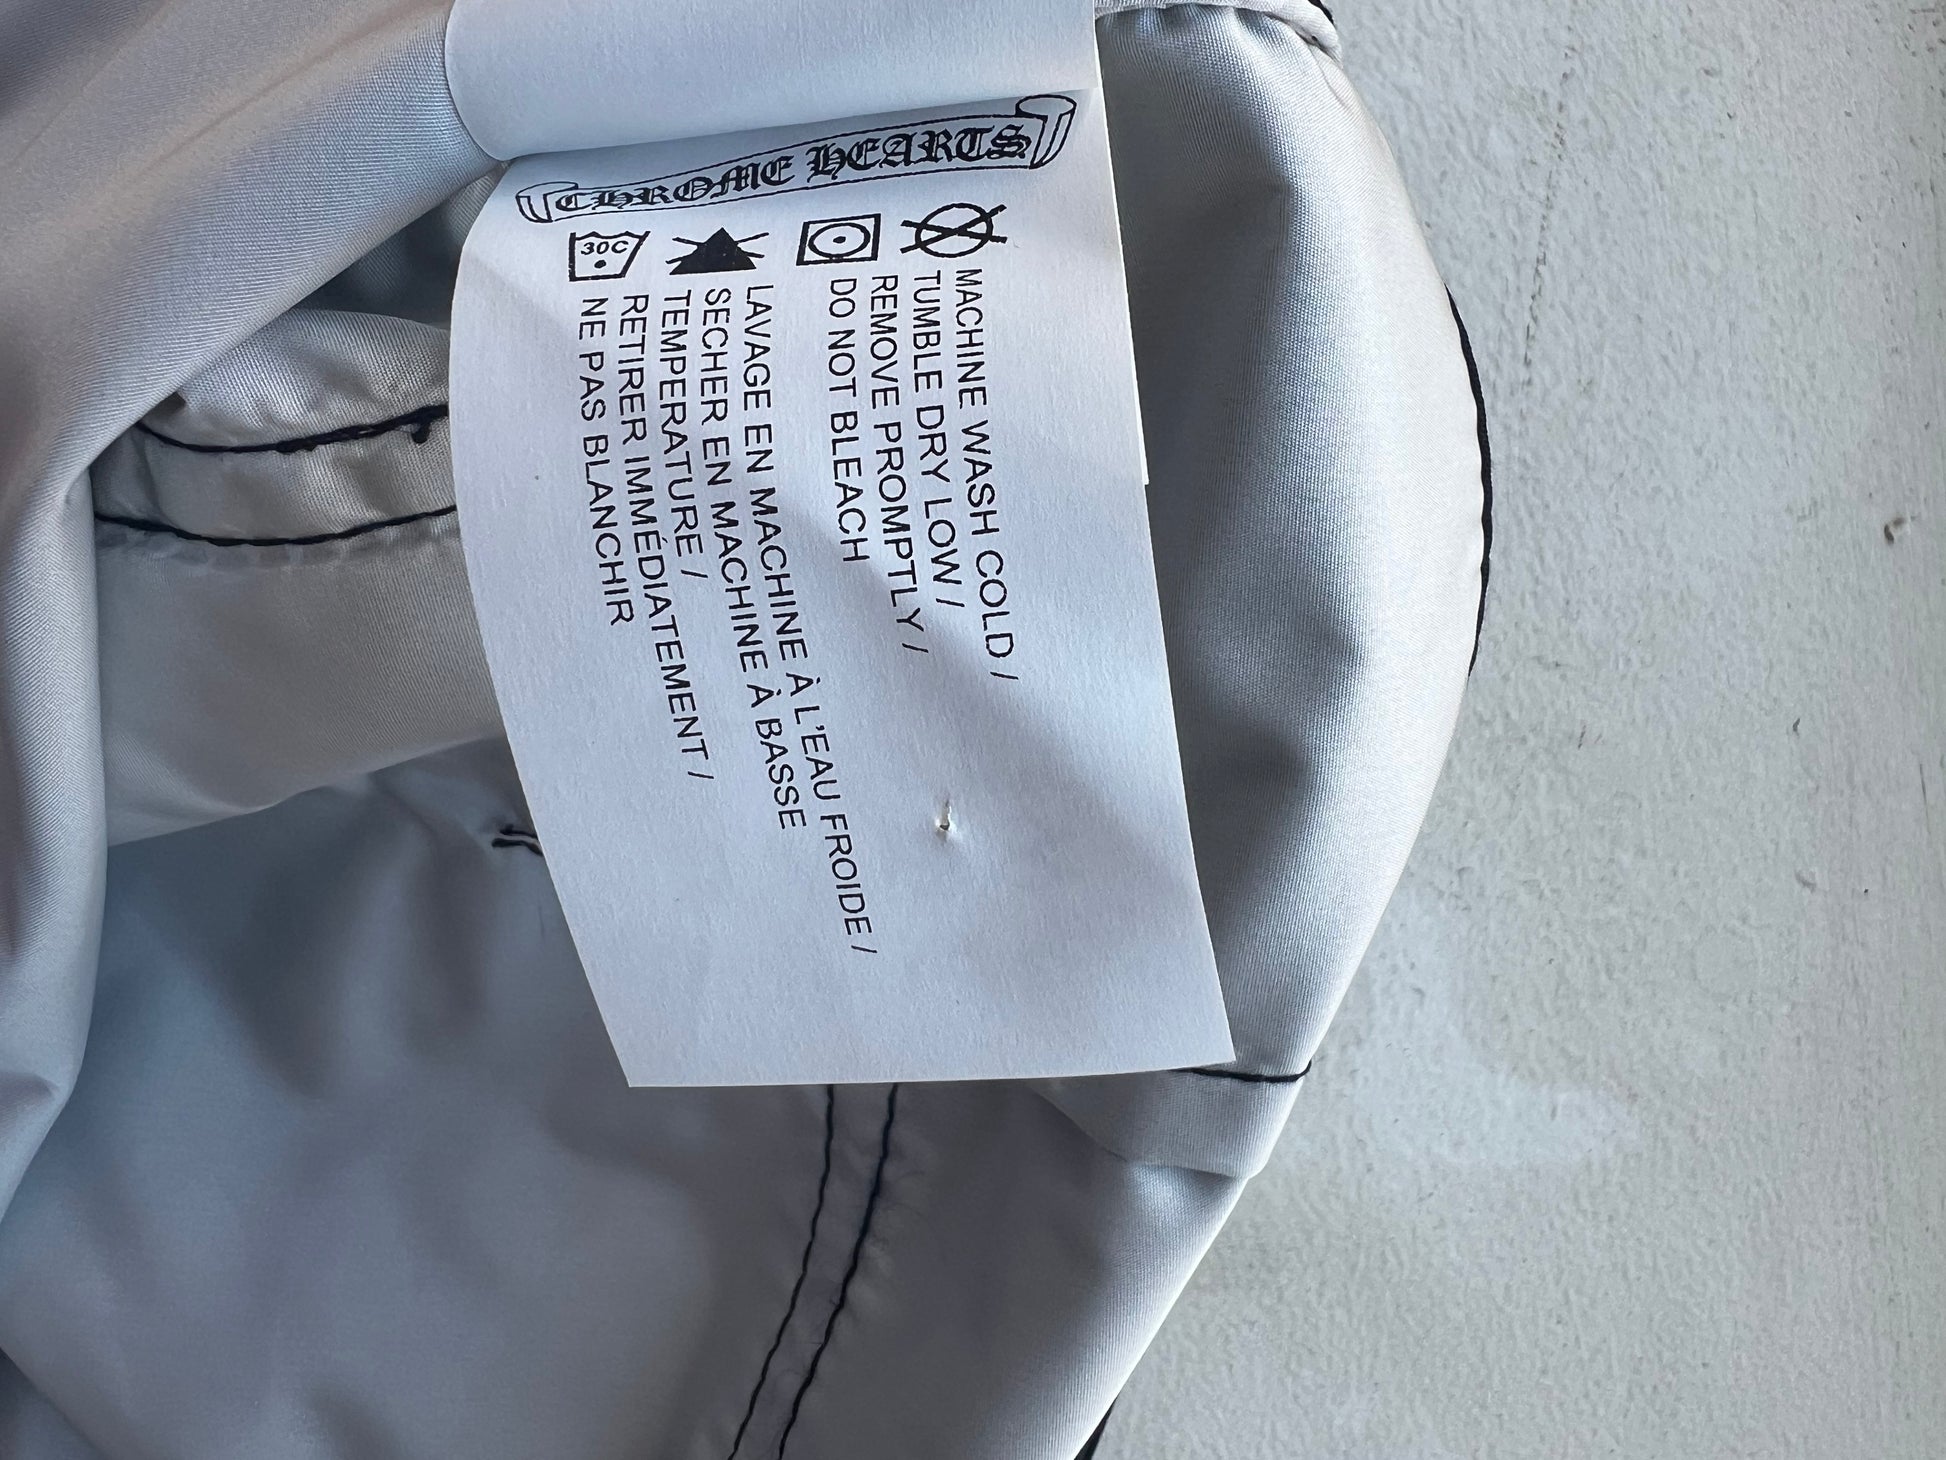 CHROME HEARTS
30C
MACHINE WASH COLD /
TUMBLE DRY LOW /
REMOVE PROMPTLY /
DO NOT BLEACH
LAVAGE EN MACHINE À L'EAU FROIDE /
SECHER EN MACHINE À BASSE
TEMPERATURE /
RETIRER IMMÉDIATEMENT /
NE PAS BLANCHIR